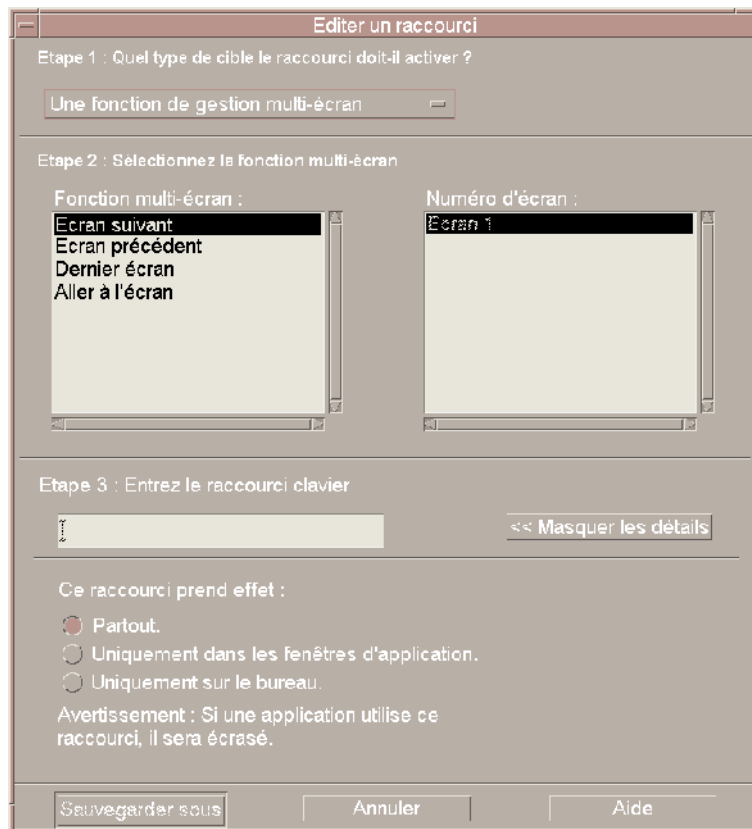 Editer un raccourci
Etape 1 : Quel type de cible le raccourci doit-il activer ?
Une fonction de gestion multi-écran
Etape 2 : Sélectionnez la fonction multi-écran
Fonction multi-écran :
Numéro d'écran :
Ecran suivant
Ecran précédent
Dernier écran
Aller à l'écran
Ecran 1
Etape 3 : Entrez le raccourci clavier
<< Masquer les détails
Ce raccourci prend effet :
Partout.
Uniquement dans les fenêtres d'application.
Uniquement sur le bureau.
Avertissement : Si une application utilise ce
raccourci, il sera écrasé.
Sauvegarder sous
Annuler
Aide